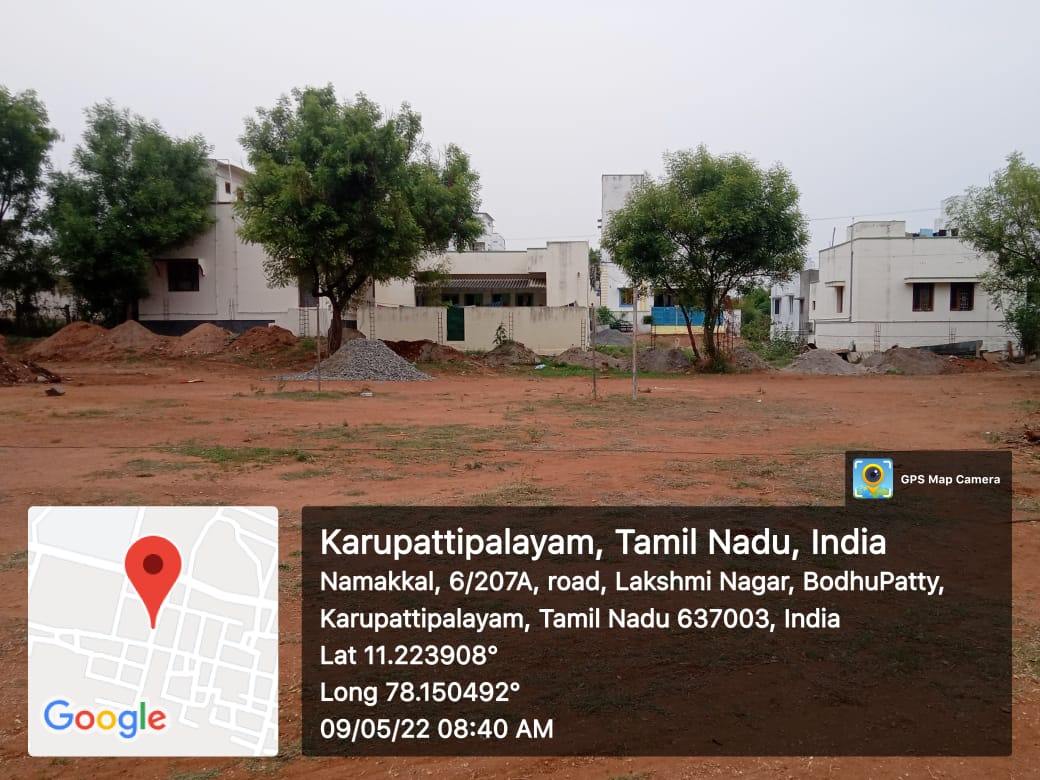 GPS Map Camera
Karupattipalayam, Tamil Nadu, India
Namakkal, 6/207A, road, Lakshmi Nagar, BodhuPatty,
Karupattipalayam, Tamil Nadu 637003, India
Lat 11.223908°
Long 78.150492°
09/05/22 08:40 AM
Google